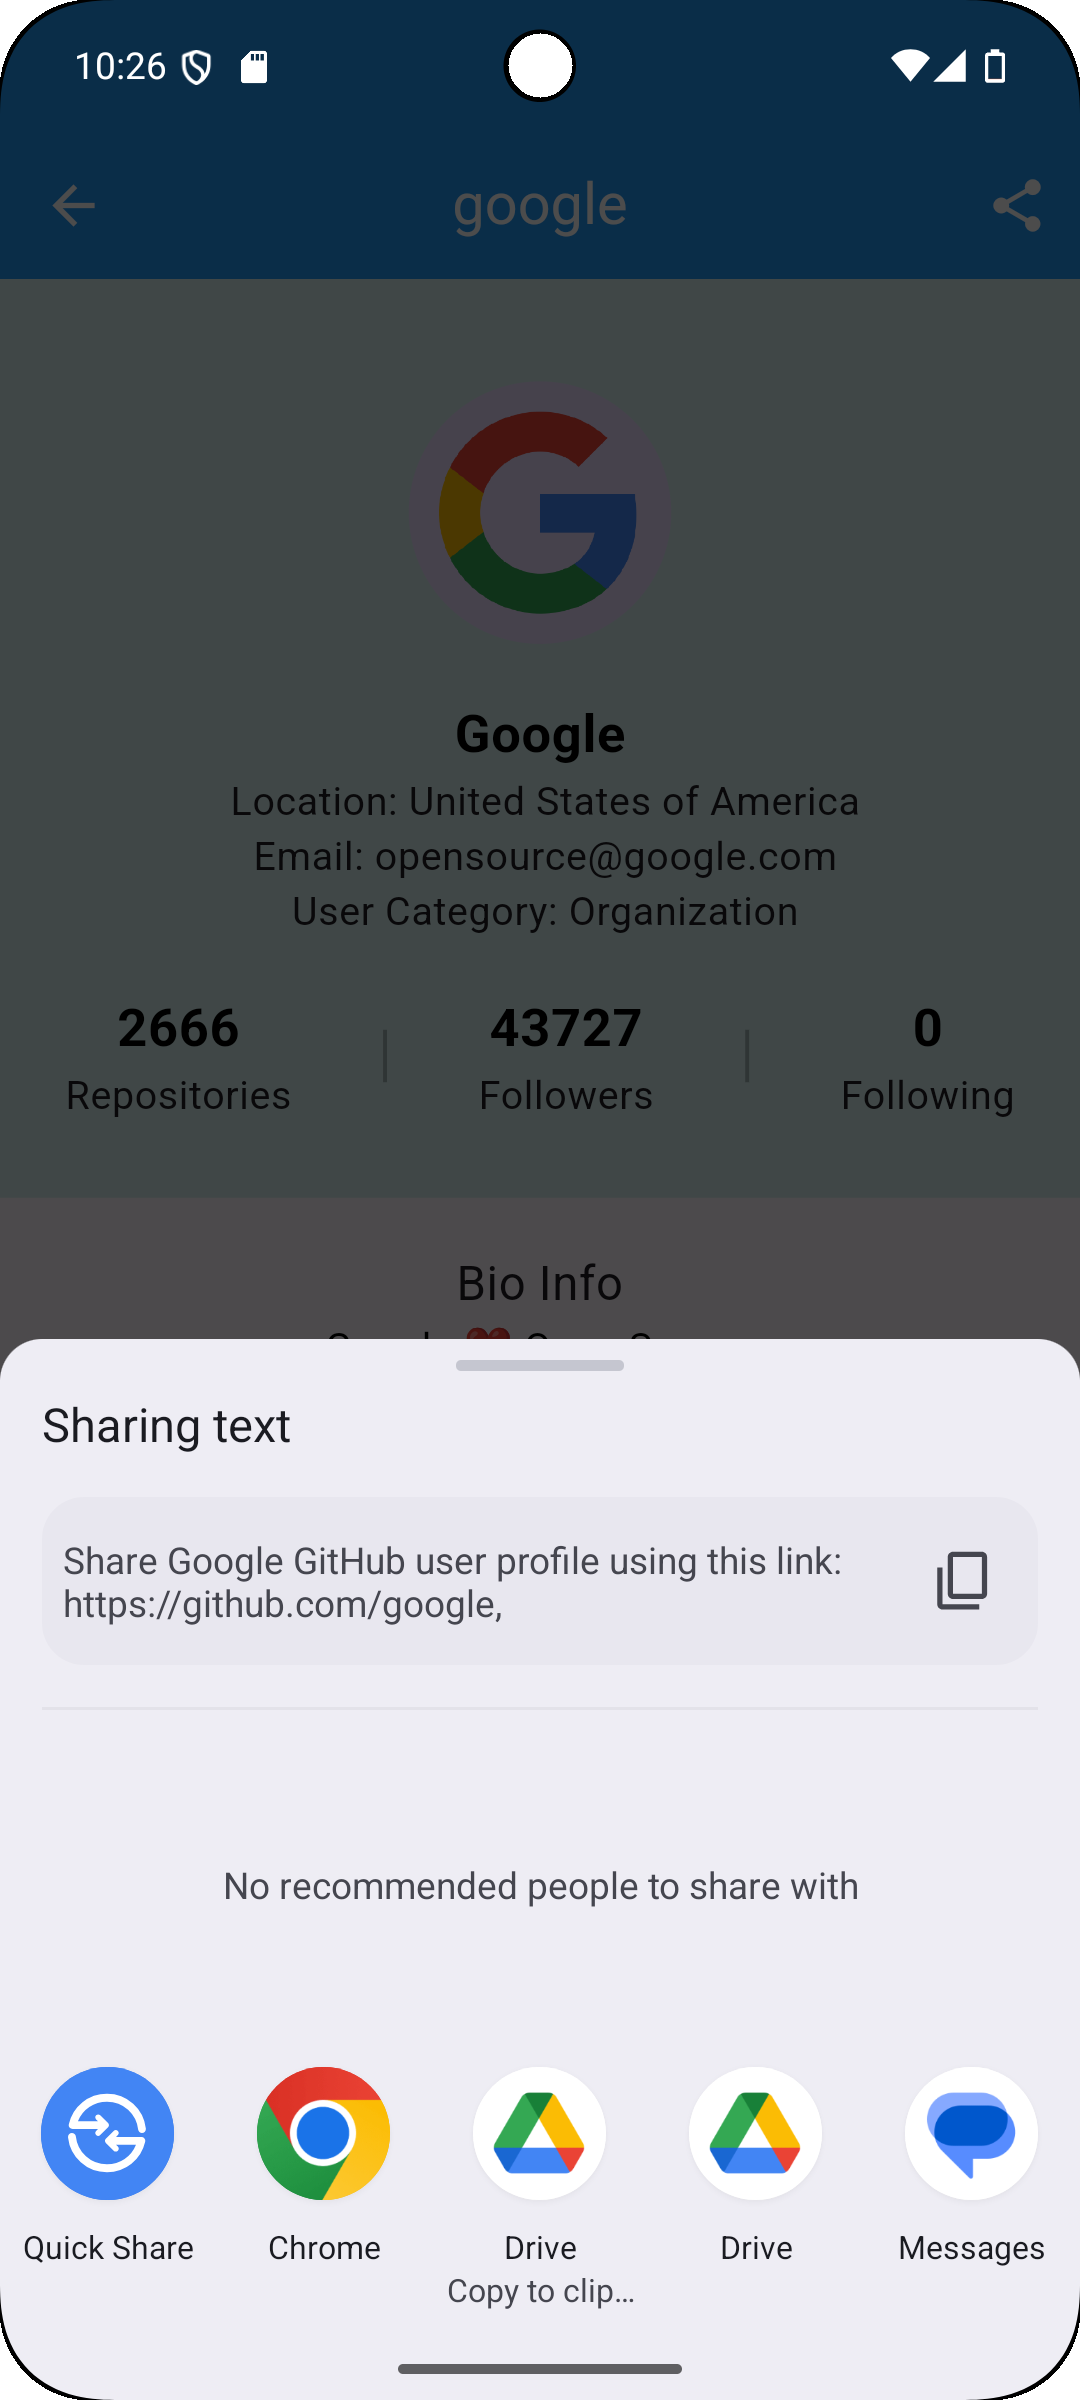 10:26
google
Google
Location: United States of America
Email: opensource@google.com
User Category: Organization
2666
43727
0
Repositories
Followers
Following
Bio Info
Sharing text
Share Google GitHub user profile using this link:
https://github.com/google,
No recommended people to share with
Quick Share
Chrome
Drive
Drive
Messages
Copy to clip…